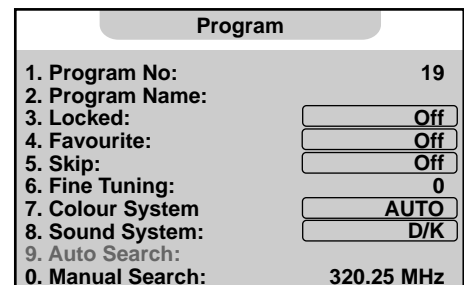 Program
1. Program No: 19
2. Program Name:
3. Locked: Off
4. Favourite: Off
5. Skip: Off
6. Fine Tuning: 0
7. Colour System AUTO
8. Sound System: D/K
9. Auto Search:
0. Manual Search: 320.25 MHz